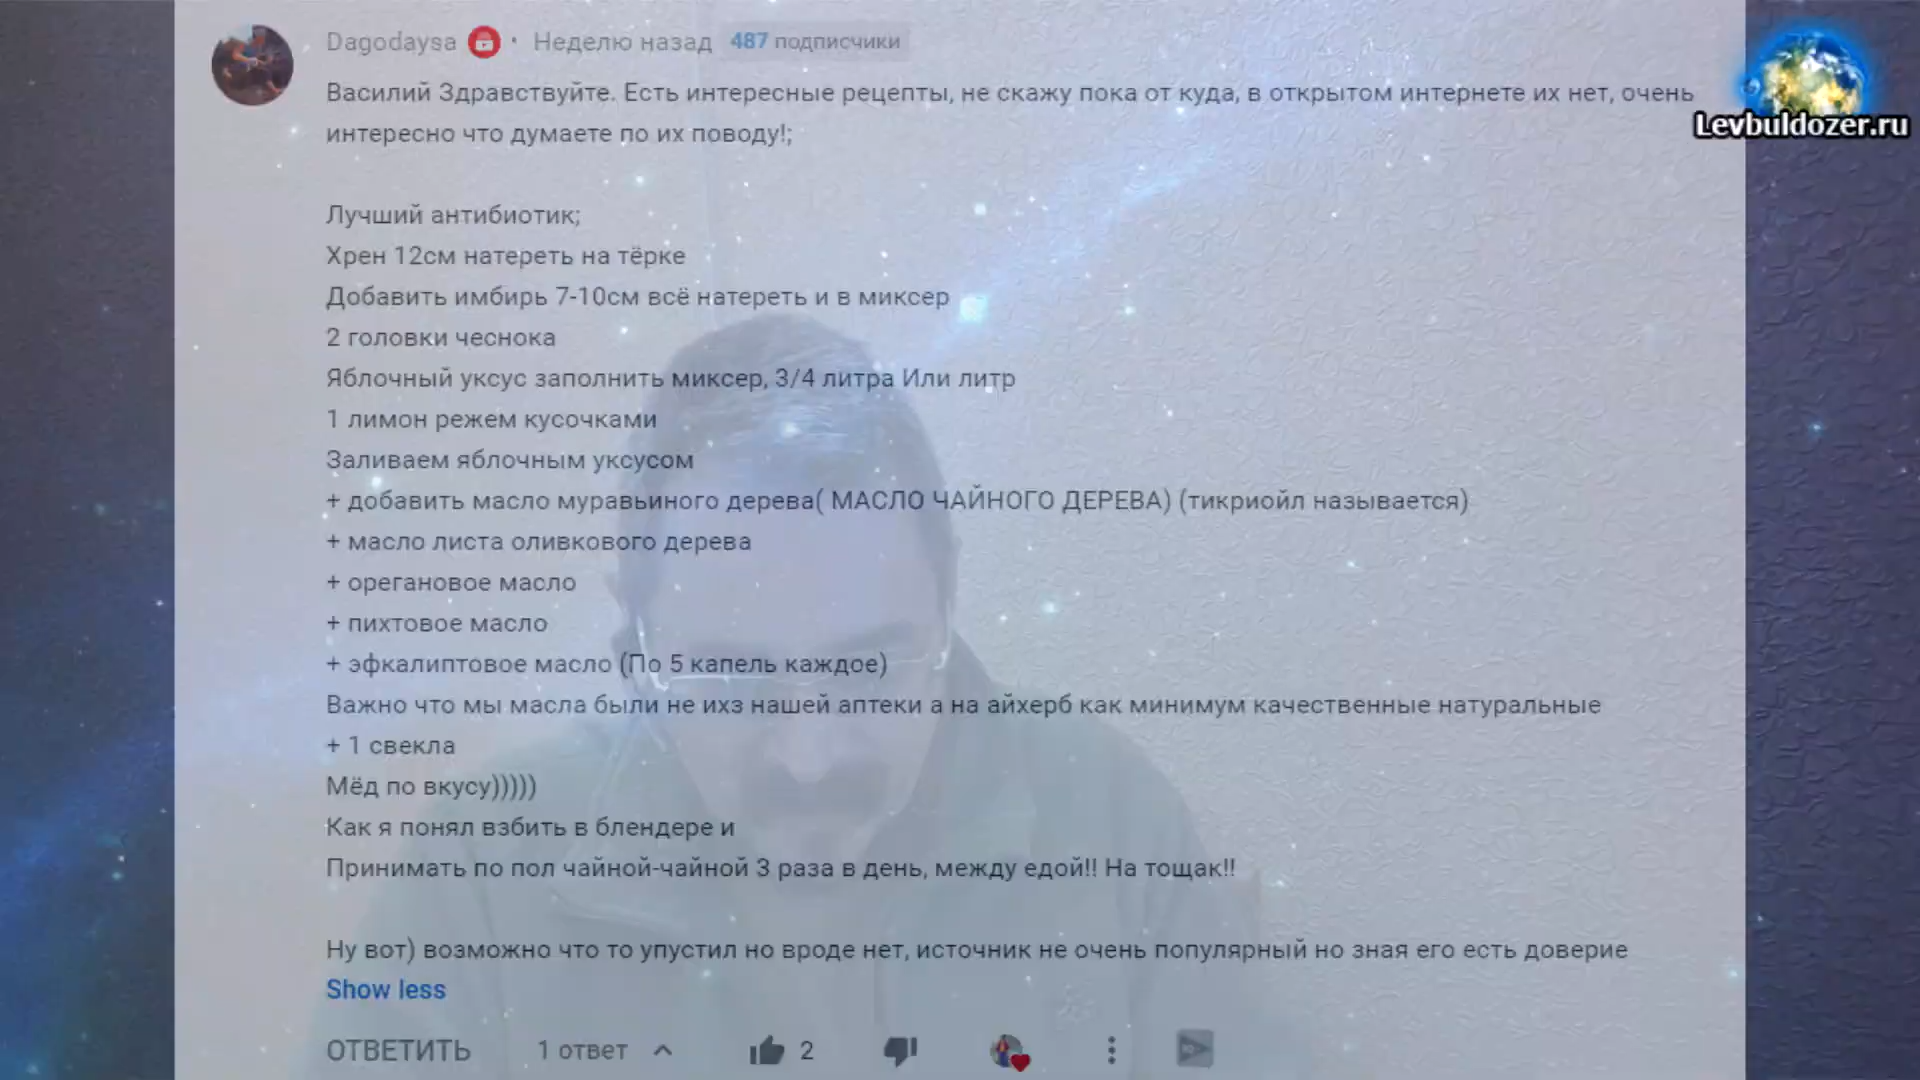 Dagodaysa • Неделю назад 487 подписчики
Василий Здравствуйте. Есть интересные рецепты, не скажу пока от куда, в открытом интернете их нет, очень
интересно что думаете по их поводу!;
Levbuldozer.ru
Лучший антибиотик;
Хрен 12см натереть на тёрке
Добавить имбирь 7-10см всё натереть и в миксер
2 головки чеснока
Яблочный уксус заполнить миксер, 3/4 литра Или литр
1 лимон режем кусочками
Заливаем яблочным уксусом
+ добавить масло муравьиного дерева( МАСЛО ЧАЙНОГО ДЕРЕВА) (тикриойл называется)
+ масло листа оливкового дерева
+ орегановое масло
+ пихтовое масло
+ эфкалиптовое масло (По 5 капель каждое)
Важно что мы масла были не ихз нашей аптеки а на айхерб как минимум качественные натуральные
+ 1 свекла
Мёд по вкусу)))))
Как я понял взбить в блендере и
Принимать по пол чайной-чайной 3 раза в день, между едой!! На тощак!!
Ну вот) возможно что то упустил но вроде нет, источник не очень популярный но зная его есть доверие
Show less
ОТВЕТИТЬ 1 ответ 2